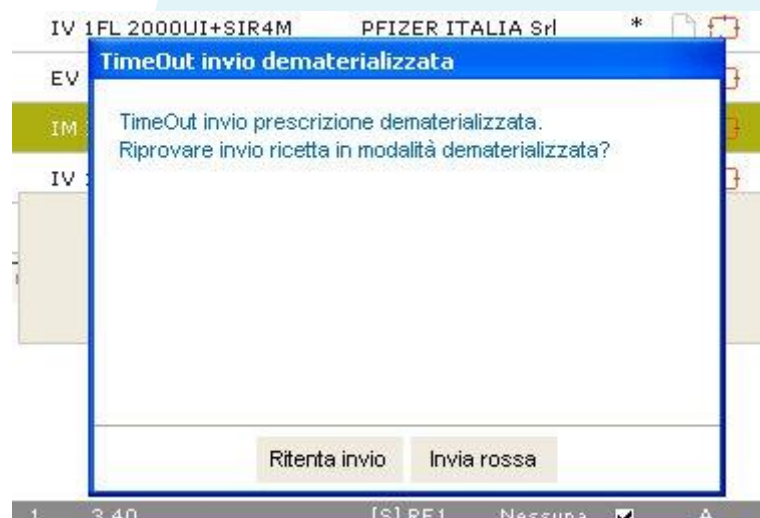 IV 1FL 2000UI+SIR4M PFIZER ITALIA Srl *
TimeOut invio dematerializzata
EV
TimeOut invio prescrizione dematerializzata.
IM
Riprovare invio ricetta in modalità dematerializzata?
IV
Ritenta invio Invia rossa
1 3,40 [S] RF1 Nessuna A